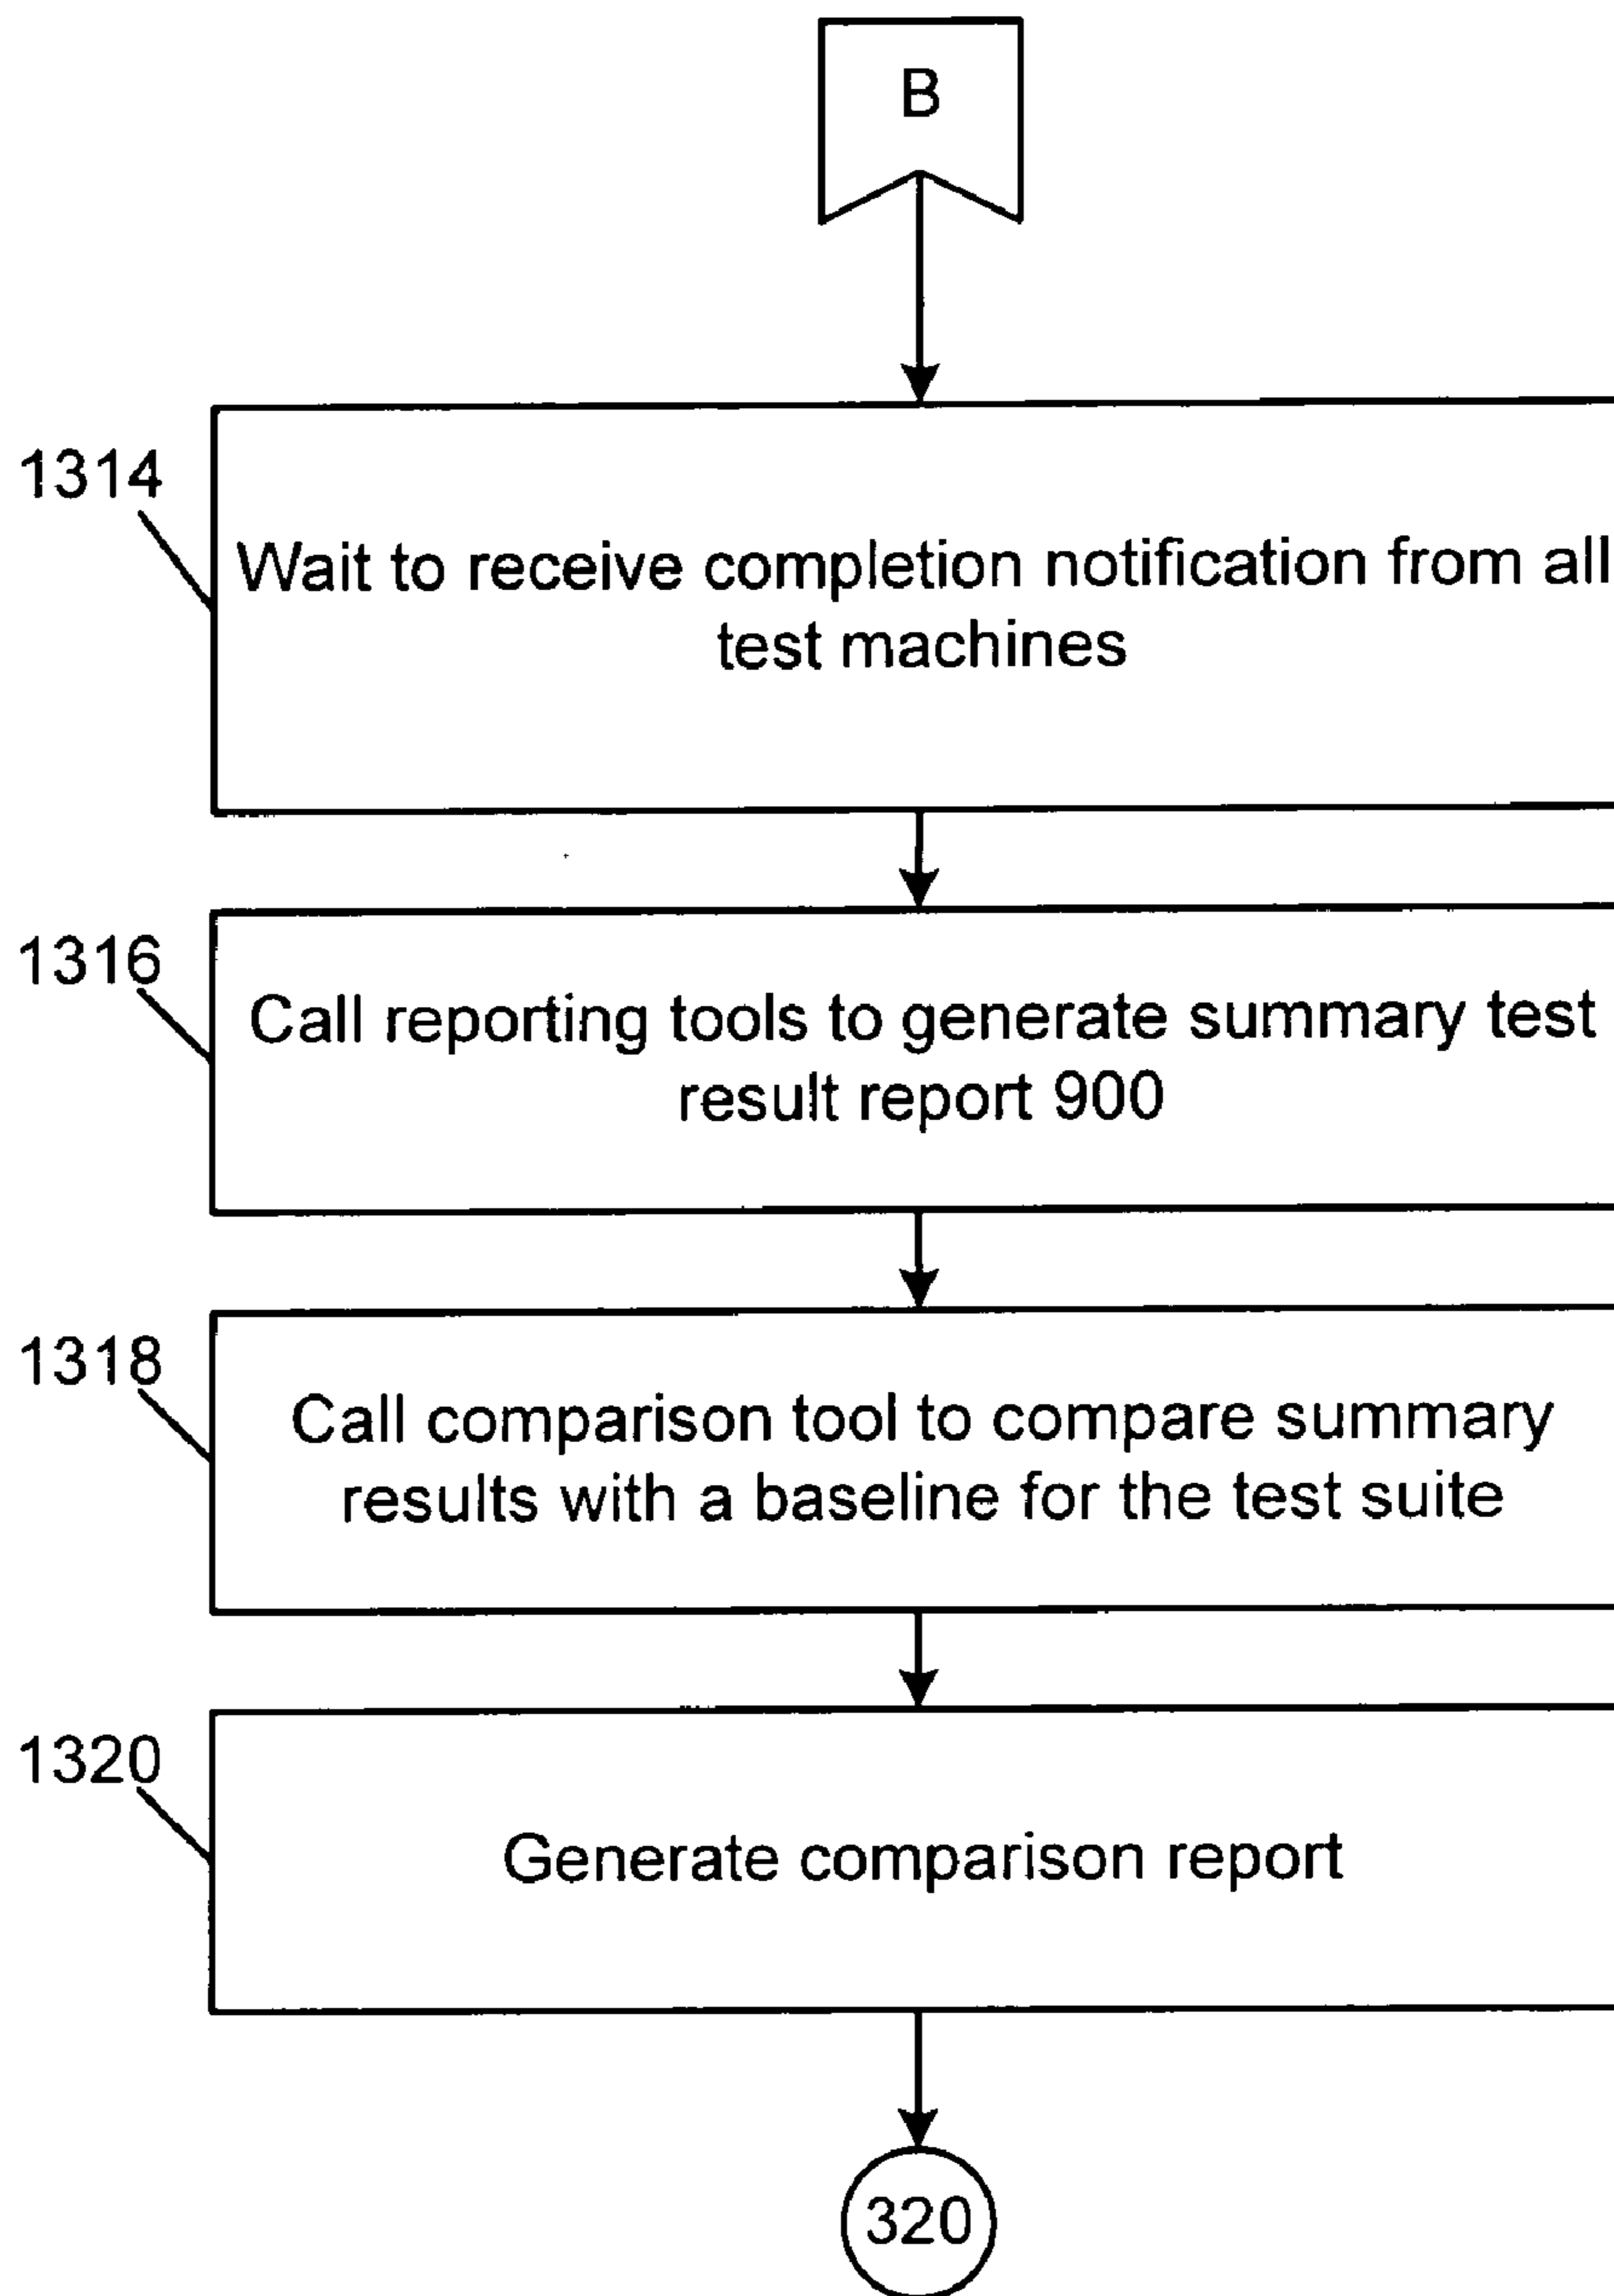 B
1314
Wait to receive completion notification from all
test machines
1316
Call reporting tools to generate summary test
result report 900
1318
Call comparison tool to compare summary
results with a baseline for the test suite
1320
Generate comparison report
320